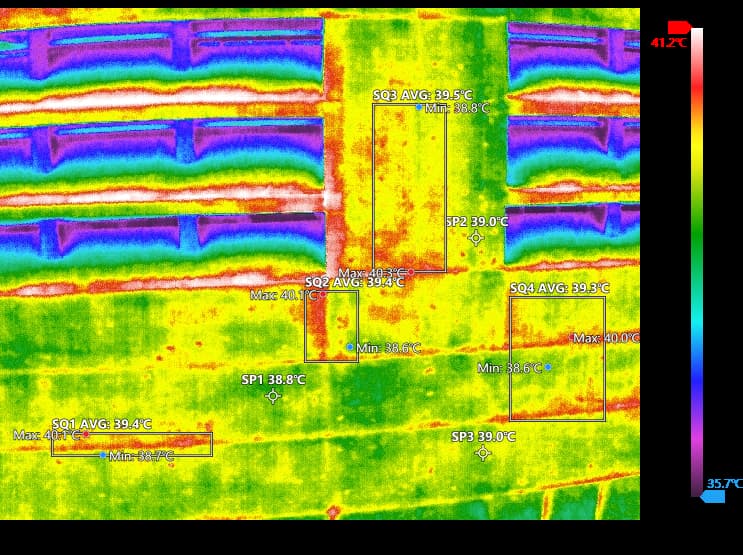 41.2℃
SQ3 AVG: 39.5℃
Min: 38.8℃
SP2 39.0℃
Max: 40.3℃
SQ2 AVG: 39.4℃
SQ4 AVG: 39.3℃
Max: 40.1℃
Max: 40.0℃
Min: 38.6℃
Min: 38.6℃
SP1 38.8℃
SQ1 AVG: 39.4℃
Max: 40.1℃
SP3 39.0℃
Min: 38.7℃
35.7℃